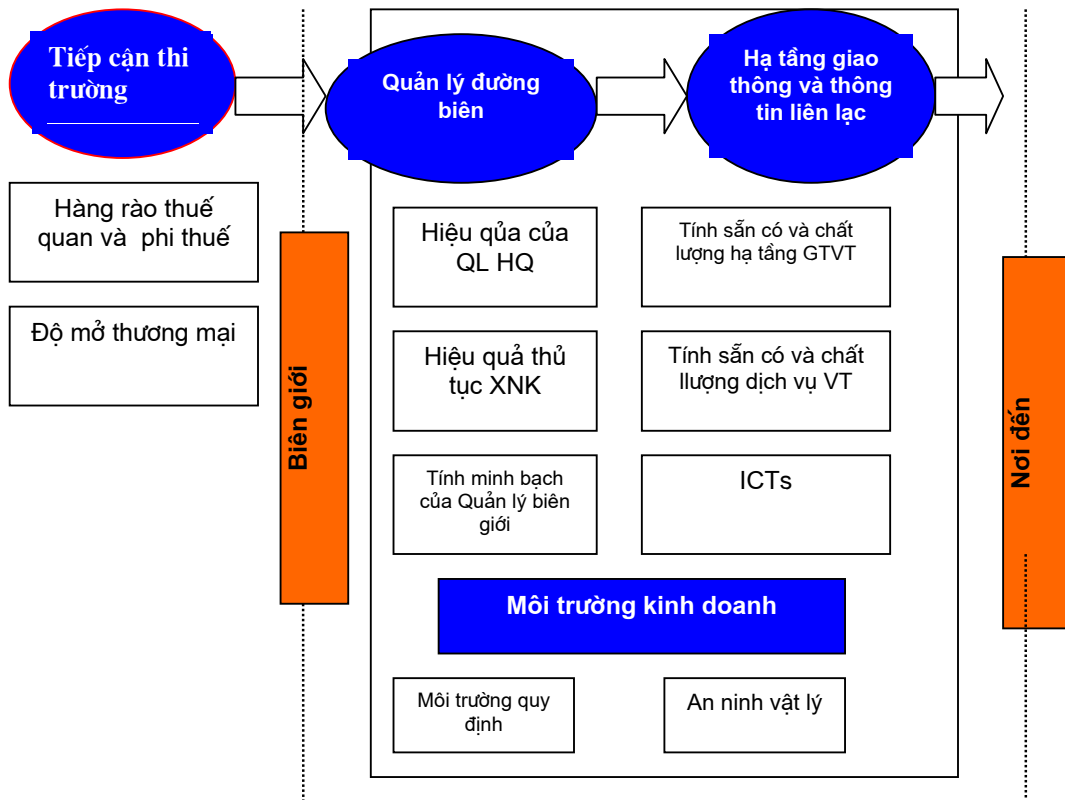 Tiếp cận thi
trường
Quản lý đường
biên
Hạ tầng giao
thông và thông
tin liên lạc
Hàng rào thuế
quan và phi thuế
Độ mở thương mại
Biên giới
Hiệu qủa của
QL HQ
Hiệu quả thủ
tục XNK
Tính minh bạch
của Quản lý biên
giới
Tính sẵn có và chất
lượng hạ tầng GTVT
Tính sẵn có và chất
llượng dịch vụ VT
ICTs
Môi trường kinh doanh
Môi trường quy
định
An ninh vật lý
Nơi đến